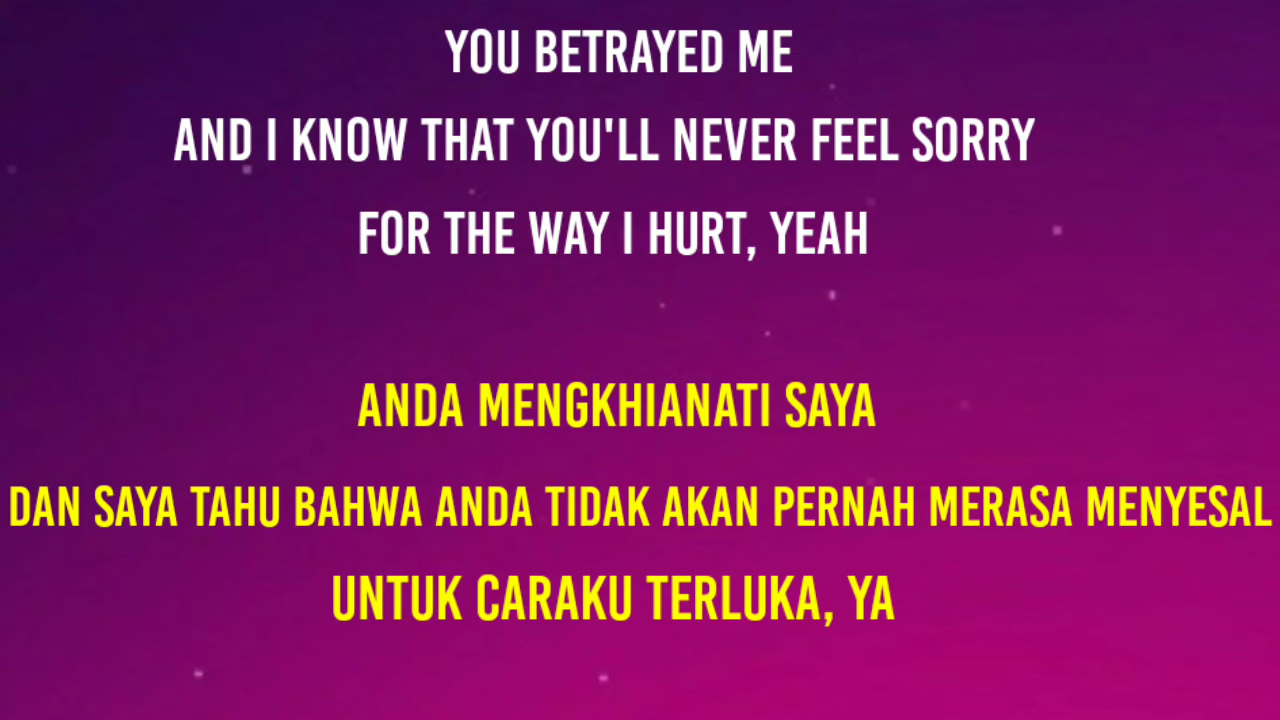 YOU BETRAYED ME
AND I KNOW THAT YOU'LL NEVER FEEL SORRY
FOR THE WAY I HURT, YEAH
ANDA MENGKHIANATI SAYA
DAN SAYA TAHU BAHWA ANDA TIDAK AKAN PERNAH MERASA MENYESAL
UNTUK CARAKU TERLUKA, YA